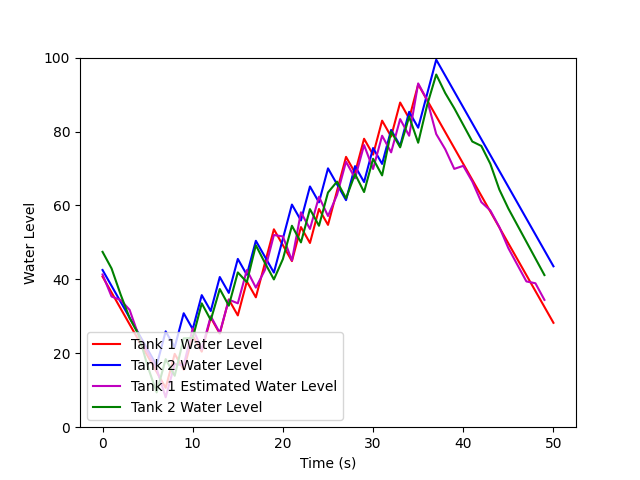 100
80
60
40
20
0
Water Level
Tank 1 Water Level
Tank 2 Water Level
Tank 1 Estimated Water Level
Tank 2 Water Level
0 10 20 30 40 50
Time (s)